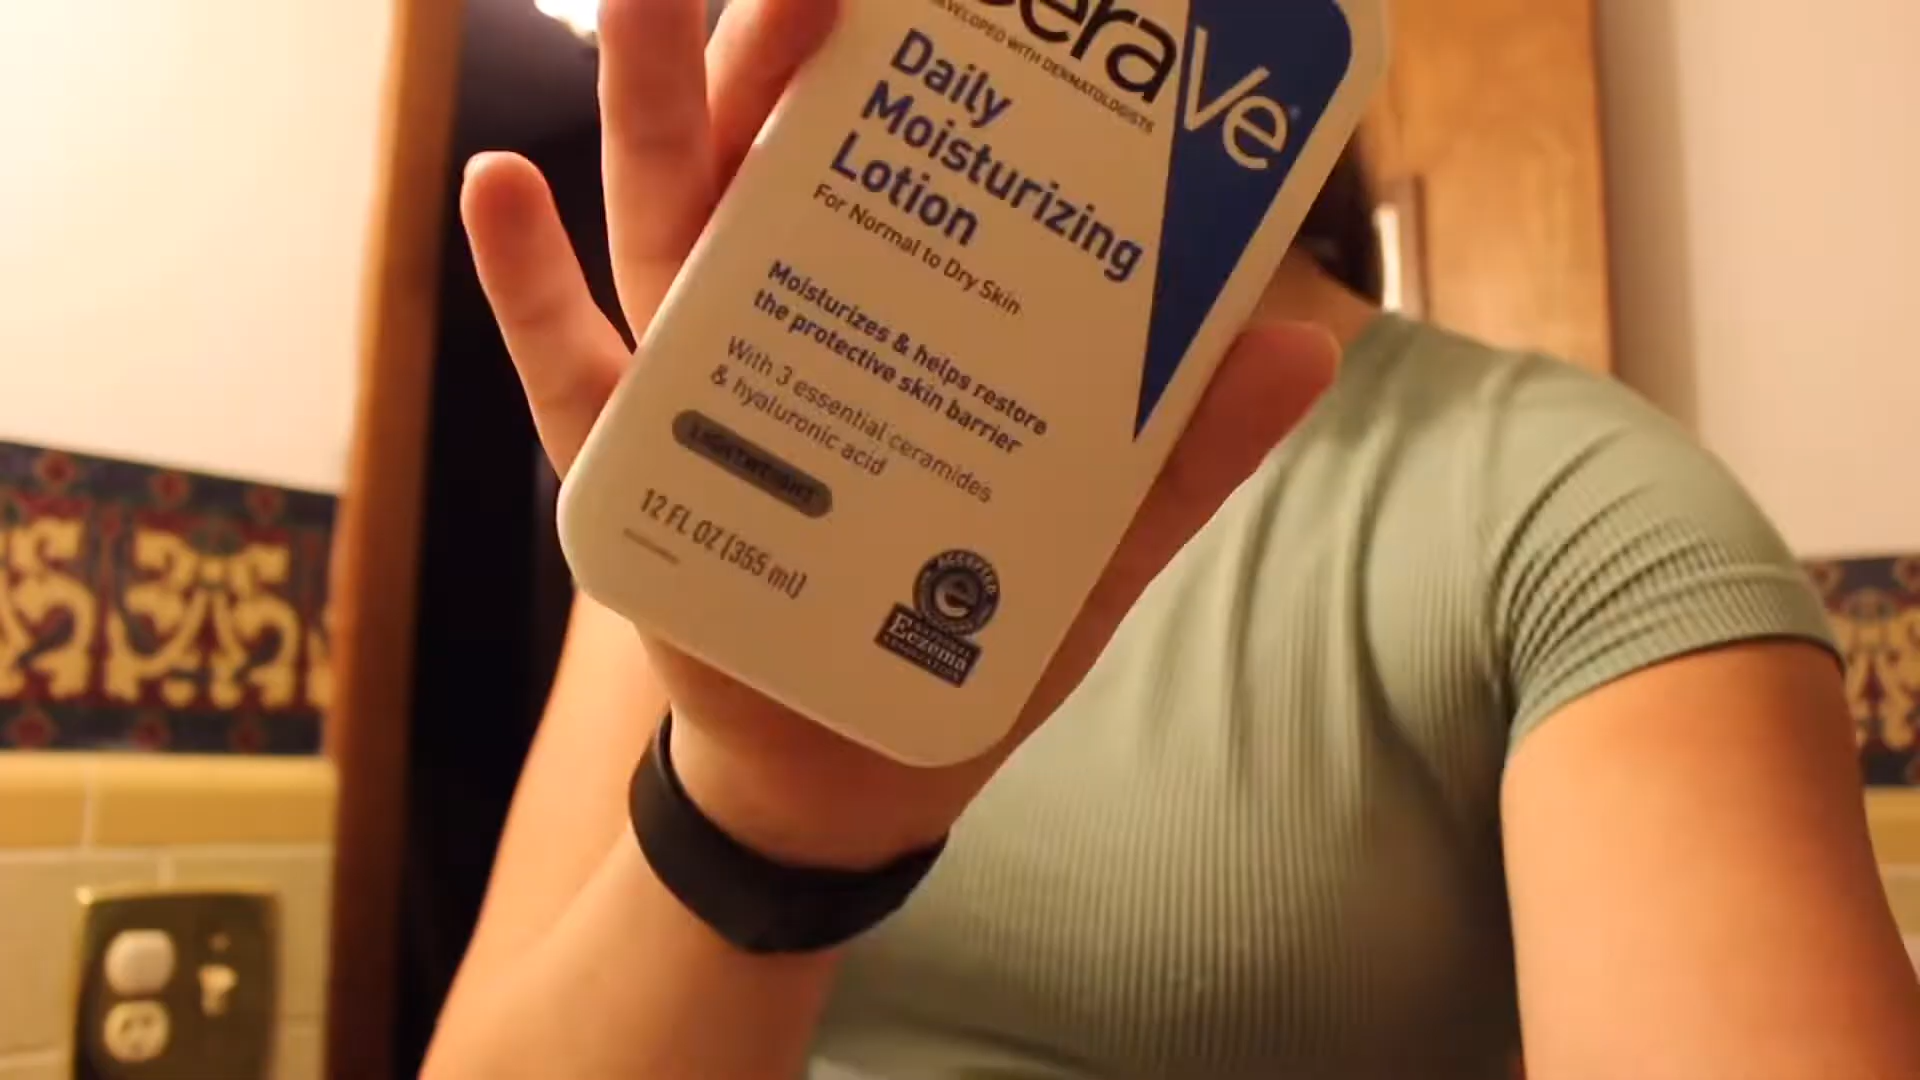 CeraVe
DEVELOPED WITH DERMATOLOGISTS
Daily
Moisturizing
Lotion
For Normal to Dry Skin
Moisturizes & helps restore
the protective skin barrier
With 3 essential ceramides
& hyaluronic acid
LIGHTWEIGHT
12 FL OZ (355 ml)
ACCEPTED
e
Eczema